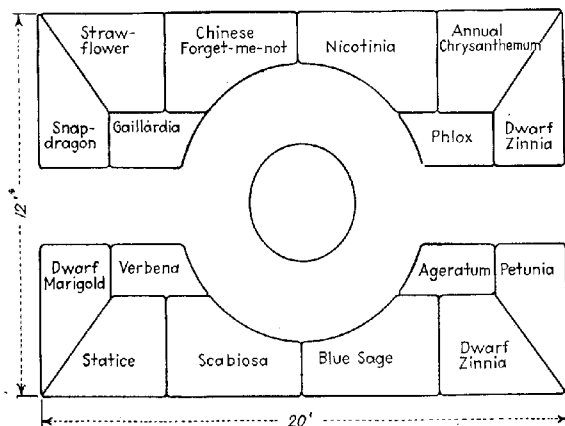 Straw-
flower
Chinese
Forget-me-not
Nicotinia
Annual
Chrysanthemum
Snap-
dragon
Gaillardia
Phlox
Dwarf
Zinnia
12'
Dwarf
Marigold
Verbena
Ageratum
Petunia
Statice
Scabiosa
Blue Sage
Dwarf
Zinnia
20'